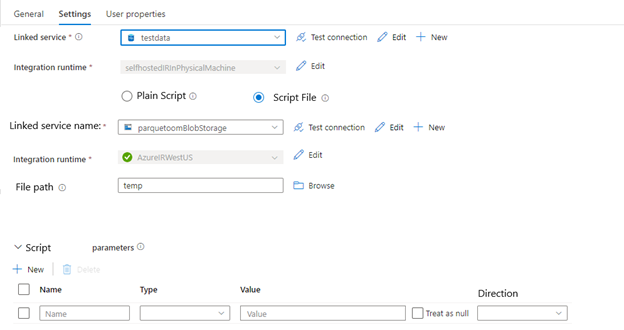 General Settings User properties
Linked service * testdata Test connection Edit New
Integration runtime * selfhostedIRInPhysicalMachine Edit
Plain Script Script File
Linked service name: * parquetoomBlobStorage Test connection Edit New
Integration runtime * AzureIRWestUS Edit
File path temp Browse
Script parameters
New Delete
Name Type Value Direction
Name Value Treat as null